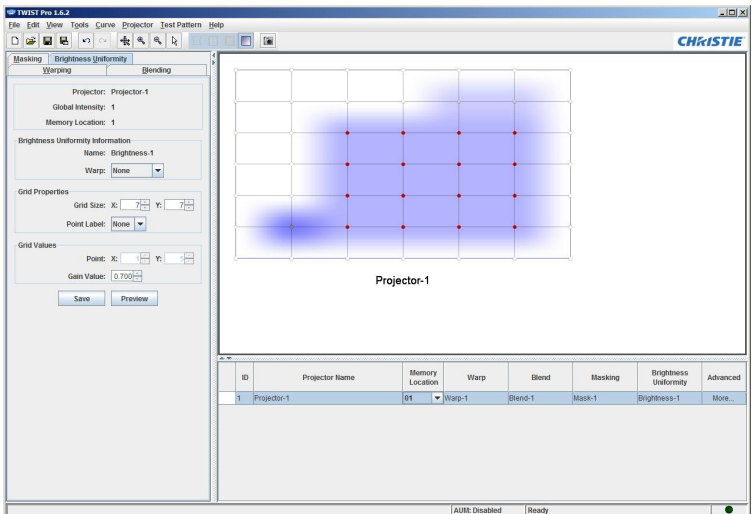 TWIST Pro 1.6.2
File Edit View Tools Curve Projector Test Pattern Help
CHRISTIE
Masking Brightness Uniformity
Warping Blending
Projector: Projector-1
Global Intensity: 1
Memory Location: 1
Brightness Uniformity Information
Name: Brightness-1
Warp: None
Grid Properties
Grid Size: X: 7 Y: 7
Point Label: None
Grid Values
Point: X: Y:
Gain Value: 0.700
Save Preview
Projector-1
ID Projector Name Memory Location Warp Blend Masking Brightness Uniformity Advanced
1 Projector-1 01 Warp-1 Blend-1 Mask-1 Brightness-1 More...
AUM: Disabled Ready